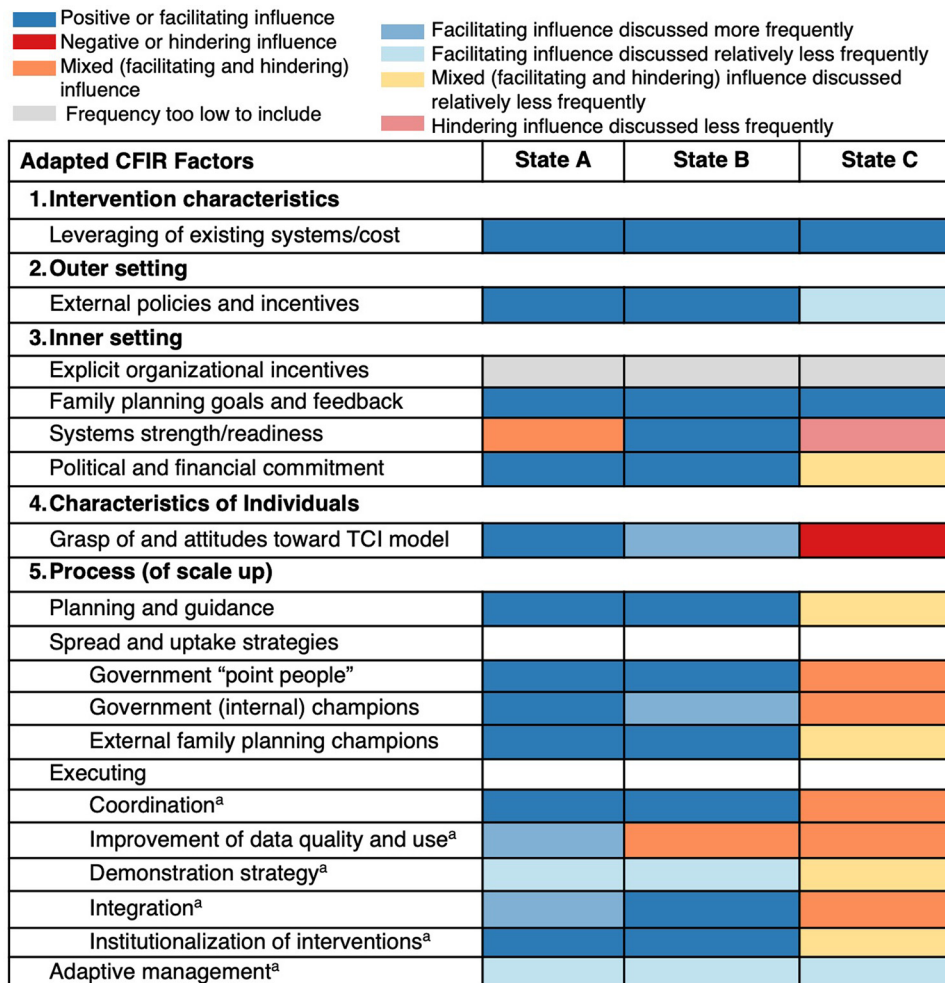 Positive or facilitating influence
Negative or hindering influence
Mixed (facilitating and hindering)
influence
Frequency too low to include
Facilitating influence discussed more frequently
Facilitating influence discussed relatively less frequently
Mixed (facilitating and hindering) influence discussed
relatively less frequently
Hindering influence discussed less frequently
Adapted CFIR Factors State A State B State C
1. Intervention characteristics
Leveraging of existing systems/cost
2. Outer setting
External policies and incentives
3. Inner setting
Explicit organizational incentives
Family planning goals and feedback
Systems strength/readiness
Political and financial commitment
4. Characteristics of Individuals
Grasp of and attitudes toward TCI model
5. Process (of scale up)
Planning and guidance
Spread and uptake strategies
Government “point people”
Government (internal) champions
External family planning champions
Executing
Coordinationᵃ
Improvement of data quality and useᵃ
Demonstration strategyᵃ
Integrationᵃ
Institutionalization of interventionsᵃ
Adaptive managementᵃ